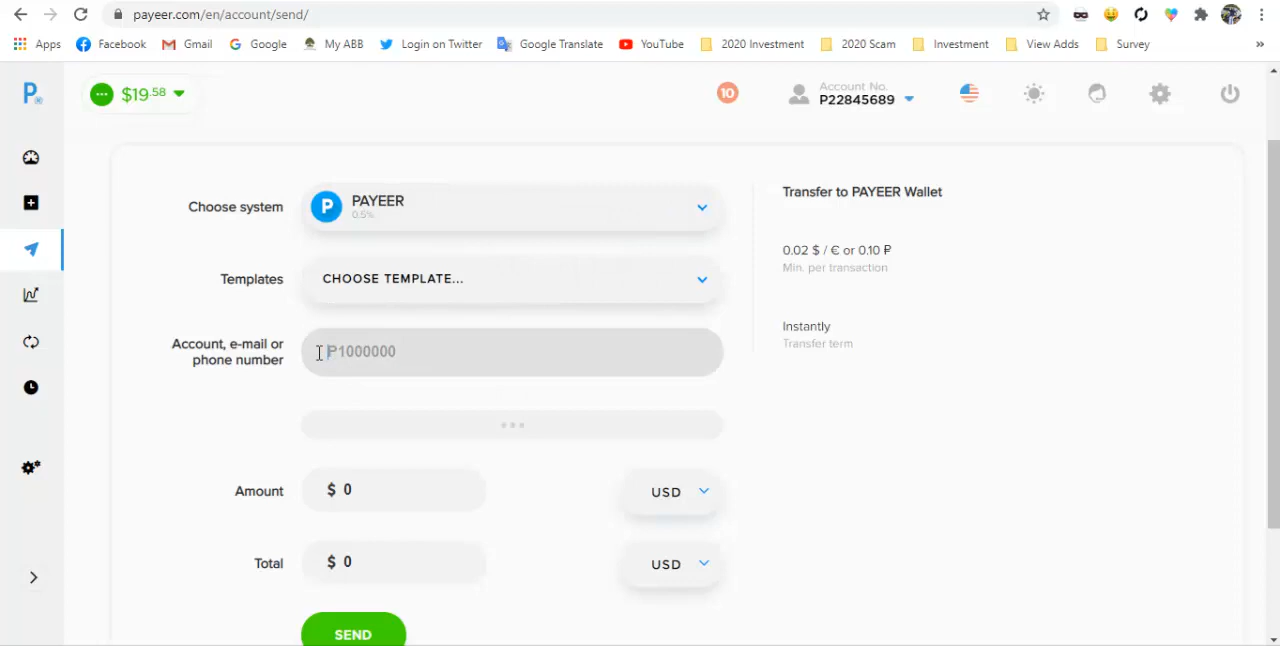 payeer.com/en/account/send/
Apps Facebook Gmail Google My ABB Login on Twitter Google Translate YouTube 2020 Investment 2020 Scam Investment View Adds Survey »
$19.58
10
Account No.
P22845689
Choose system
PAYEER
0.5%
Transfer to PAYEER Wallet
Templates
CHOOSE TEMPLATE...
0.02 $ / € or 0.10 ₽
Min. per transaction
Account, e-mail or
phone number
P1000000
Instantly
Transfer term
Amount
$ 0
USD
Total
$ 0
USD
SEND